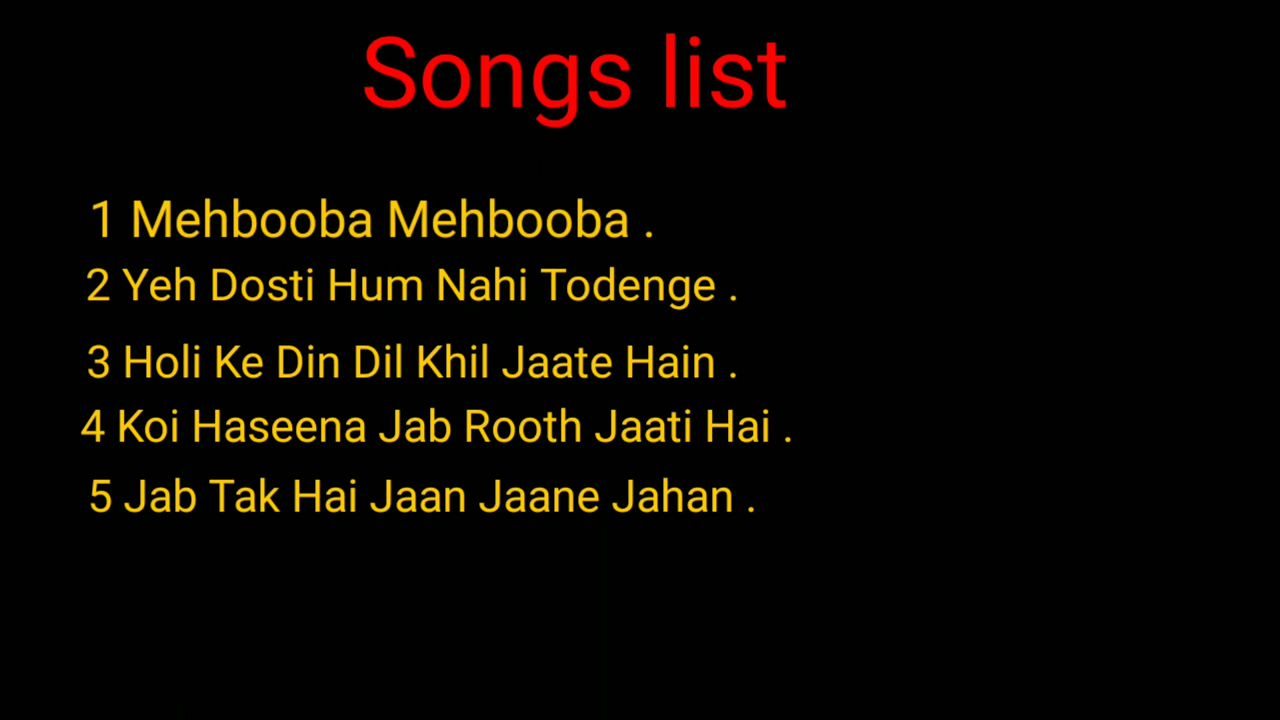 Songs list
1 Mehbooba Mehbooba .
2 Yeh Dosti Hum Nahi Todenge .
3 Holi Ke Din Dil Khil Jaate Hain .
4 Koi Haseena Jab Rooth Jaati Hai .
5 Jab Tak Hai Jaan Jaane Jahan .